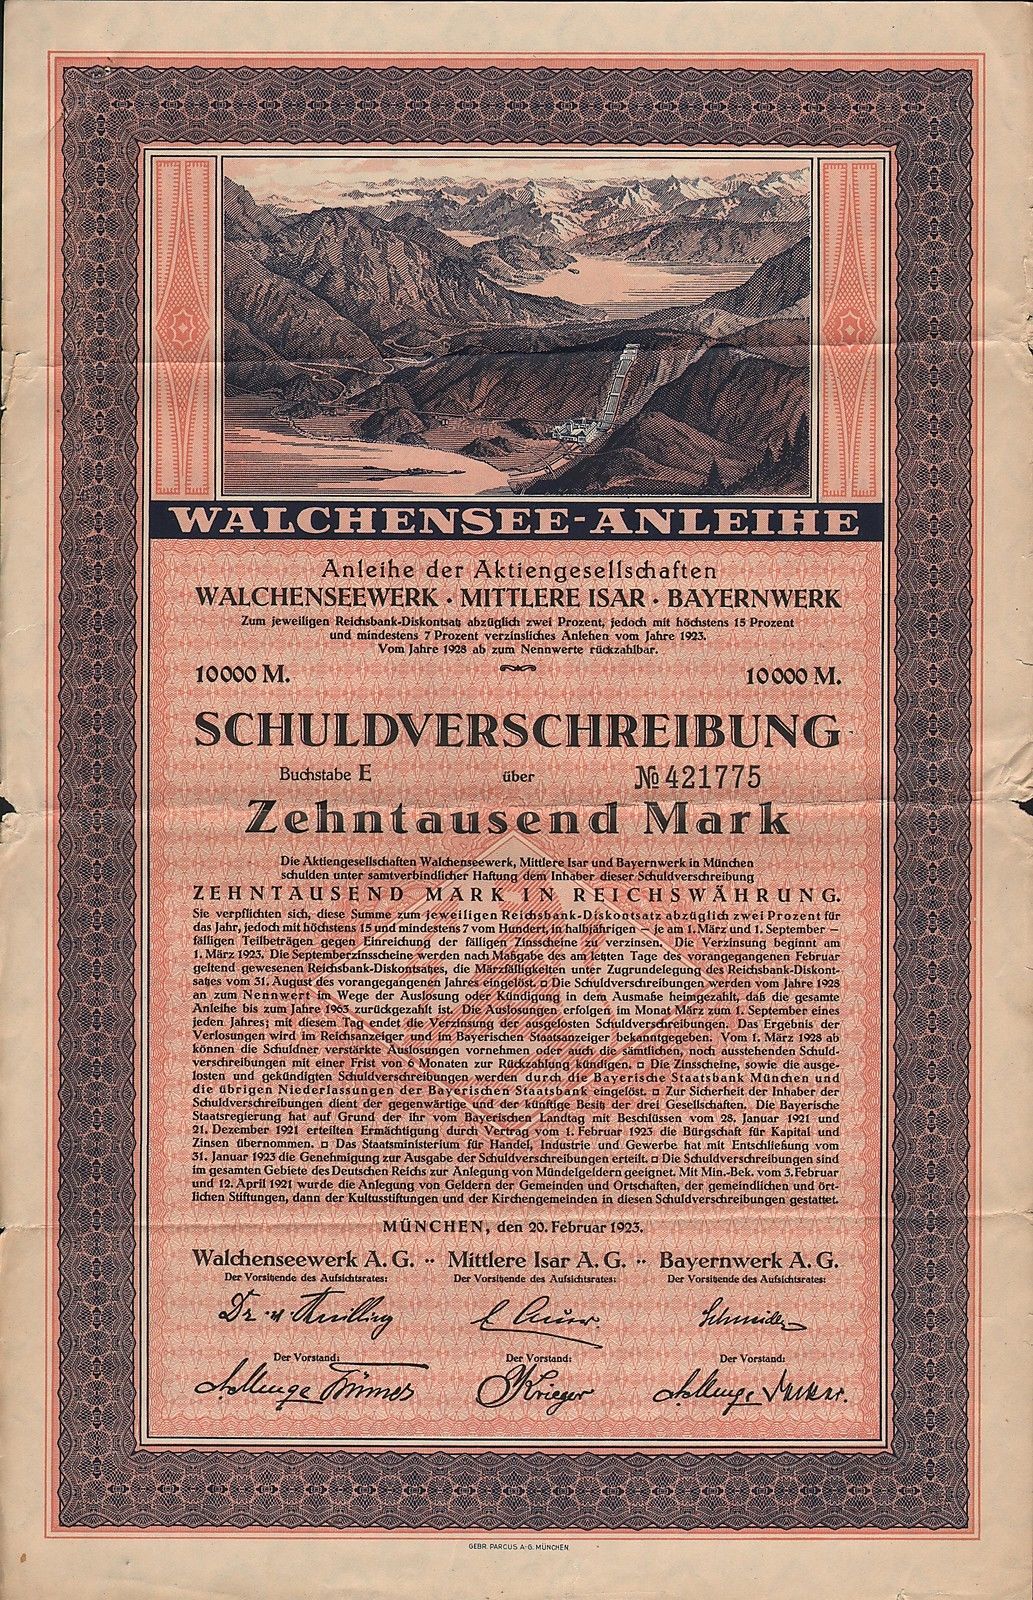 WALCHENSEE-ANLEIHE
Anleihe der Aktiengesellschaften
WALCHENSEEWERK · MITTLERE ISAR · BAYERNWERK
Zum jeweiligen Reichsbank-Diskontsatz abzüglich zwei Prozent, jedoch mit höchstens 15 Prozent
und mindestens 7 Prozent verzinsliches Anlehen vom Jahre 1923.
Vom Jahre 1928 ab zum Nennwerte rückzahlbar.
10000 M. 10000 M.
SCHULDVERSCHREIBUNG
Buchstabe E über № 421775
Zehntausend Mark
Die Aktiengesellschaften Walchenseewerk, Mittlere Isar und Bayernwerk in München
schulden unter samtverbindlicher Haftung dem Inhaber dieser Schuldverschreibung
ZEHNTAUSEND MARK IN REICHSWÄHRUNG.
Sie verpflichten sich, diese Summe zum jeweiligen Reichsbank-Diskontsatz abzüglich zwei Prozent für
das Jahr, jedoch mit höchstens 15 und mindestens 7 vom Hundert, in halbjährigen – je am 1. März und 1. September –
fälligen Teilbeträgen gegen Einreichung der fälligen Zinsscheine zu verzinsen. Die Verzinsung beginnt am
1. März 1923. Die Septemberzinsscheine werden nach Maßgabe des am letzten Tage des vorangegangenen Februar
geltend gewesenen Reichsbank-Diskontsatzes, die Märzfälligkeiten unter Zugrundelegung des Reichsbank-Diskont-
satzes vom 31. August des vorangegangenen Jahres eingelöst. □ Die Schuldverschreibungen werden vom Jahre 1928
an zum Nennwert im Wege der Auslosung oder Kündigung in dem Ausmaße heimgezahlt, daß die gesamte
Anleihe bis zum Jahre 1963 zurückgezahlt ist. Die Auslosungen erfolgen im Monat März zum 1. September eines
jeden Jahres; mit diesem Tag endet die Verzinsung der ausgelosten Schuldverschreibungen. Das Ergebnis der
Verlosungen wird im Reichsanzeiger und im Bayerischen Staatsanzeiger bekanntgegeben. Vom 1. März 1928 ab
können die Schuldner verstärkte Auslosungen vornehmen oder auch die sämtlichen, noch ausstehenden Schuld-
verschreibungen mit einer Frist von 6 Monaten zur Rückzahlung kündigen. □ Die Zinsscheine, sowie die ausge-
losten und gekündigten Schuldverschreibungen werden durch die Bayerische Staatsbank München und
die übrigen Niederlassungen der Bayerischen Staatsbank eingelöst. □ Zur Sicherheit der Inhaber der
Schuldverschreibungen dient der gegenwärtige und der künftige Besitz der drei Gesellschaften. Die Bayerische
Staatsregierung hat auf Grund der ihr vom Bayerischen Landtag mit Beschlüssen vom 28. Januar 1921 und
21. Dezember 1921 erteilten Ermächtigung durch Vertrag vom 1. Februar 1923 die Bürgschaft für Kapital und
Zinsen übernommen. □ Das Staatsministerium für Handel, Industrie und Gewerbe hat mit Entschließung vom
31. Januar 1923 die Genehmigung zur Ausgabe der Schuldverschreibungen erteilt. □ Die Schuldverschreibungen sind
im gesamten Gebiete des Deutschen Reichs zur Anlegung von Mündelgeldern geeignet. Mit Min.-Bek. vom 3. Februar
und 12. April 1921 wurde die Anlegung von Geldern der Gemeinden und Ortschaften, der gemeindlichen und ört-
lichen Stiftungen, dann der Kultusstiftungen und der Kirchengemeinden in diesen Schuldverschreibungen gestattet.
MÜNCHEN, den 20. Februar 1923.
Walchenseewerk A. G. ·· Mittlere Isar A. G. ·· Bayernwerk A. G.
Der Vorsitzende des Aufsichtsrates: Der Vorsitzende des Aufsichtsrates: Der Vorsitzende des Aufsichtsrates:
Dr. v. Schneider
Der Vorstand: Der Vorstand: Der Vorstand:
Krieger
GEBR. PARCUS A-G. MÜNCHEN.